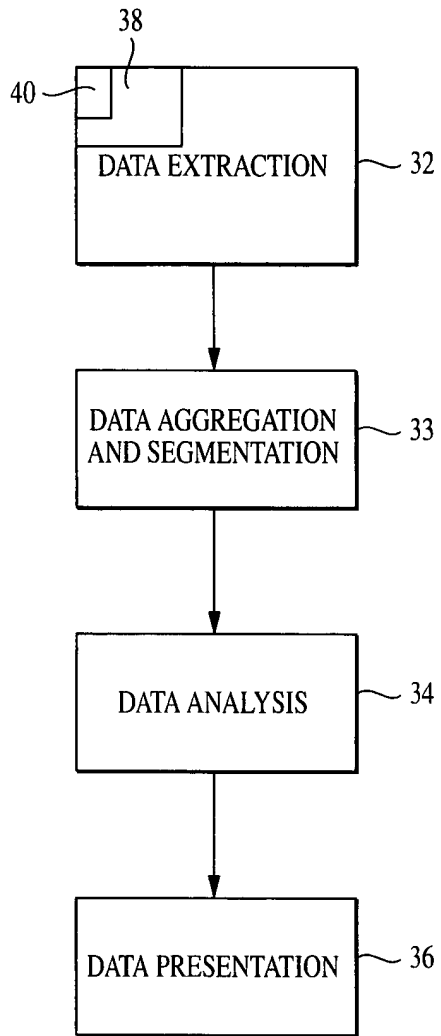 38
40
DATA EXTRACTION
32
DATA AGGREGATION
AND SEGMENTATION
33
DATA ANALYSIS
34
DATA PRESENTATION
36